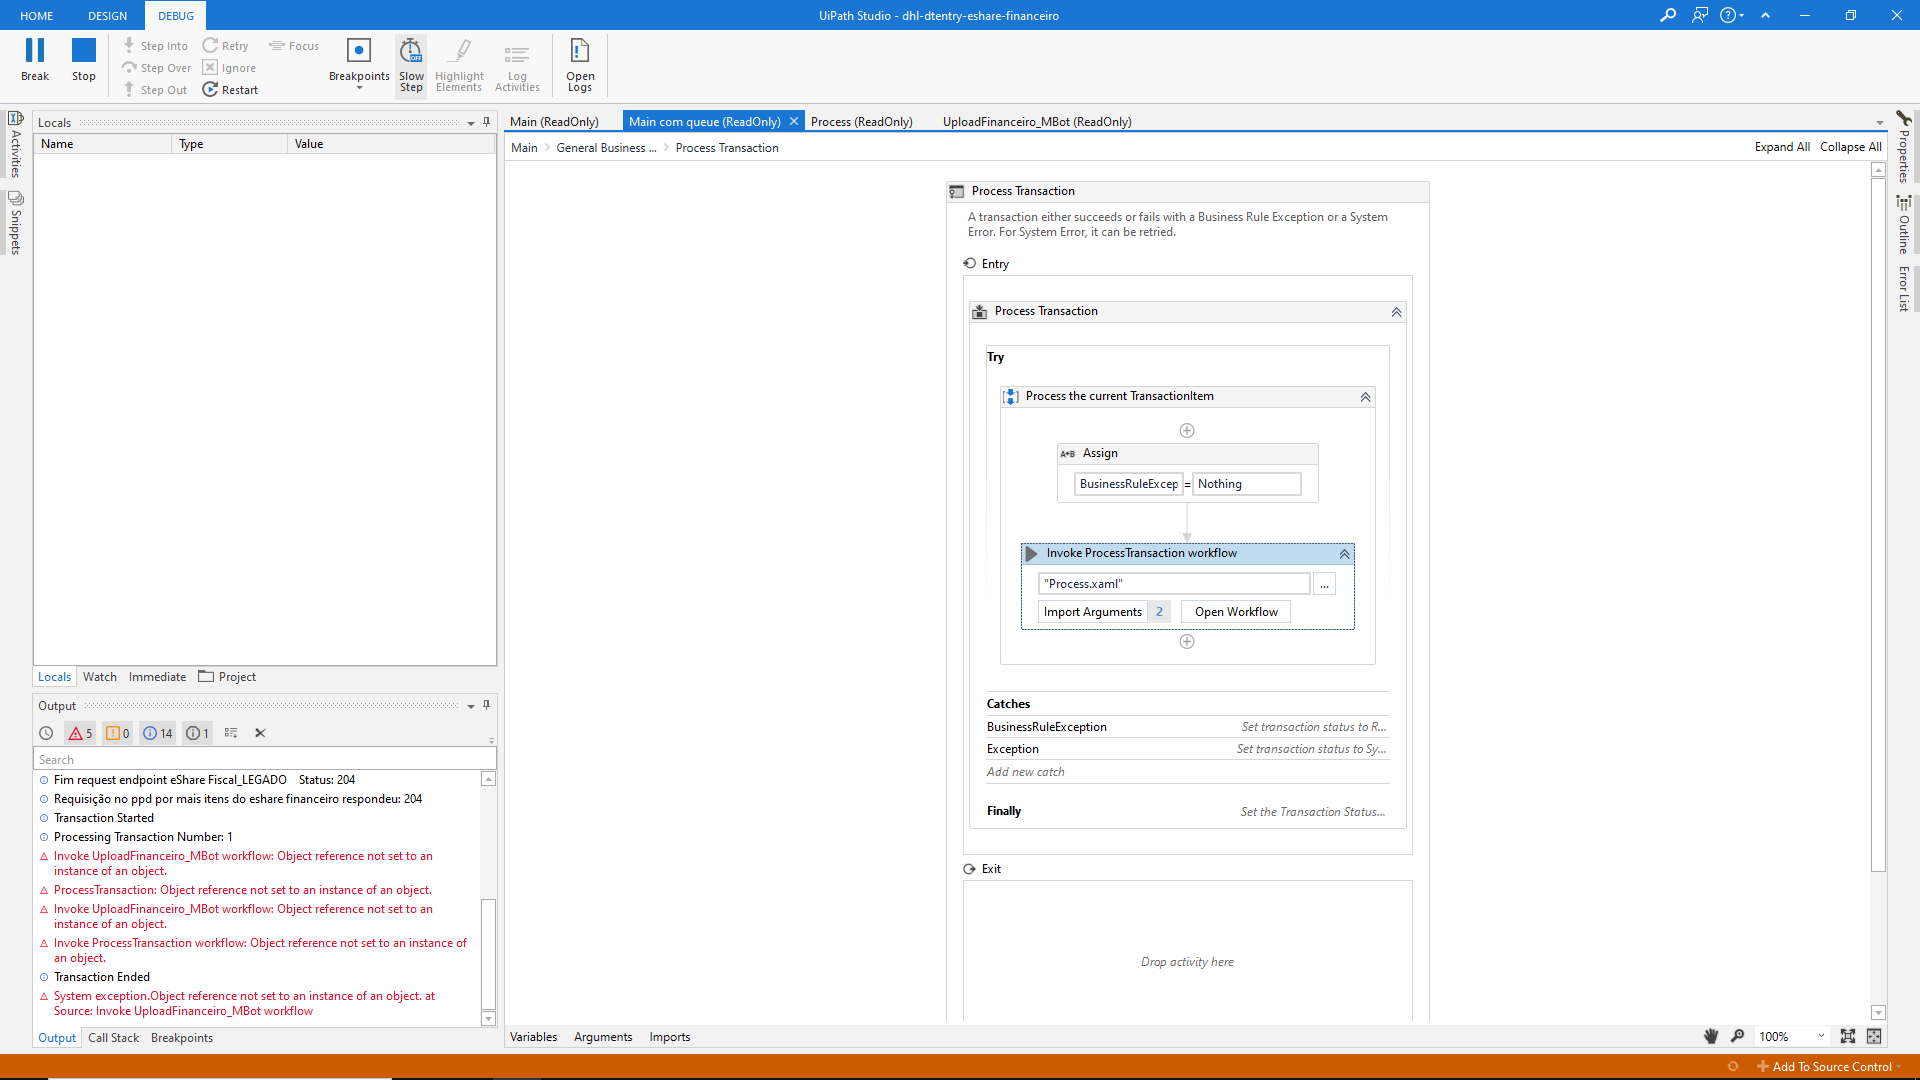 HOME
DESIGN
DEBUG
UiPath Studio - dhl-dtentry-eshare-financeiro
Break
Stop
Step Into
Step Over
Step Out
Retry
Ignore
Restart
Focus
Breakpoints
Slow Step
Highlight Elements
Log Activities
Open Logs
Activities
Snippets
Locals
Name
Type
Value
Locals
Watch
Immediate
Project
Output
5
0
14
1
Search
Fim request endpoint eShare Fiscal_LEGADO Status: 204
Requisição no ppd por mais itens do eshare financeiro respondeu: 204
Transaction Started
Processing Transaction Number: 1
Invoke UploadFinanceiro_MBot workflow: Object reference not set to an
instance of an object.
ProcessTransaction: Object reference not set to an instance of an object.
Invoke UploadFinanceiro_MBot workflow: Object reference not set to an
instance of an object.
Invoke ProcessTransaction workflow: Object reference not set to an instance of
an object.
Transaction Ended
System exception.Object reference not set to an instance of an object. at
Source: Invoke UploadFinanceiro_MBot workflow
Output
Call Stack
Breakpoints
Main (ReadOnly)
Main com queue (ReadOnly)
Process (ReadOnly)
UploadFinanceiro_MBot (ReadOnly)
Main
General Business ...
Process Transaction
Expand All
Collapse All
Process Transaction
A transaction either succeeds or fails with a Business Rule Exception or a System
Error. For System Error, it can be retried.
Entry
Process Transaction
Try
Process the current TransactionItem
A+B Assign
BusinessRuleExcep = Nothing
Invoke ProcessTransaction workflow
"Process.xaml"
...
Import Arguments 2
Open Workflow
Catches
BusinessRuleException Set transaction status to R...
Exception Set transaction status to Sy...
Add new catch
Finally Set the Transaction Status...
Exit
Drop activity here
Variables
Arguments
Imports
100%
Properties
Outline
Error List
Add To Source Control